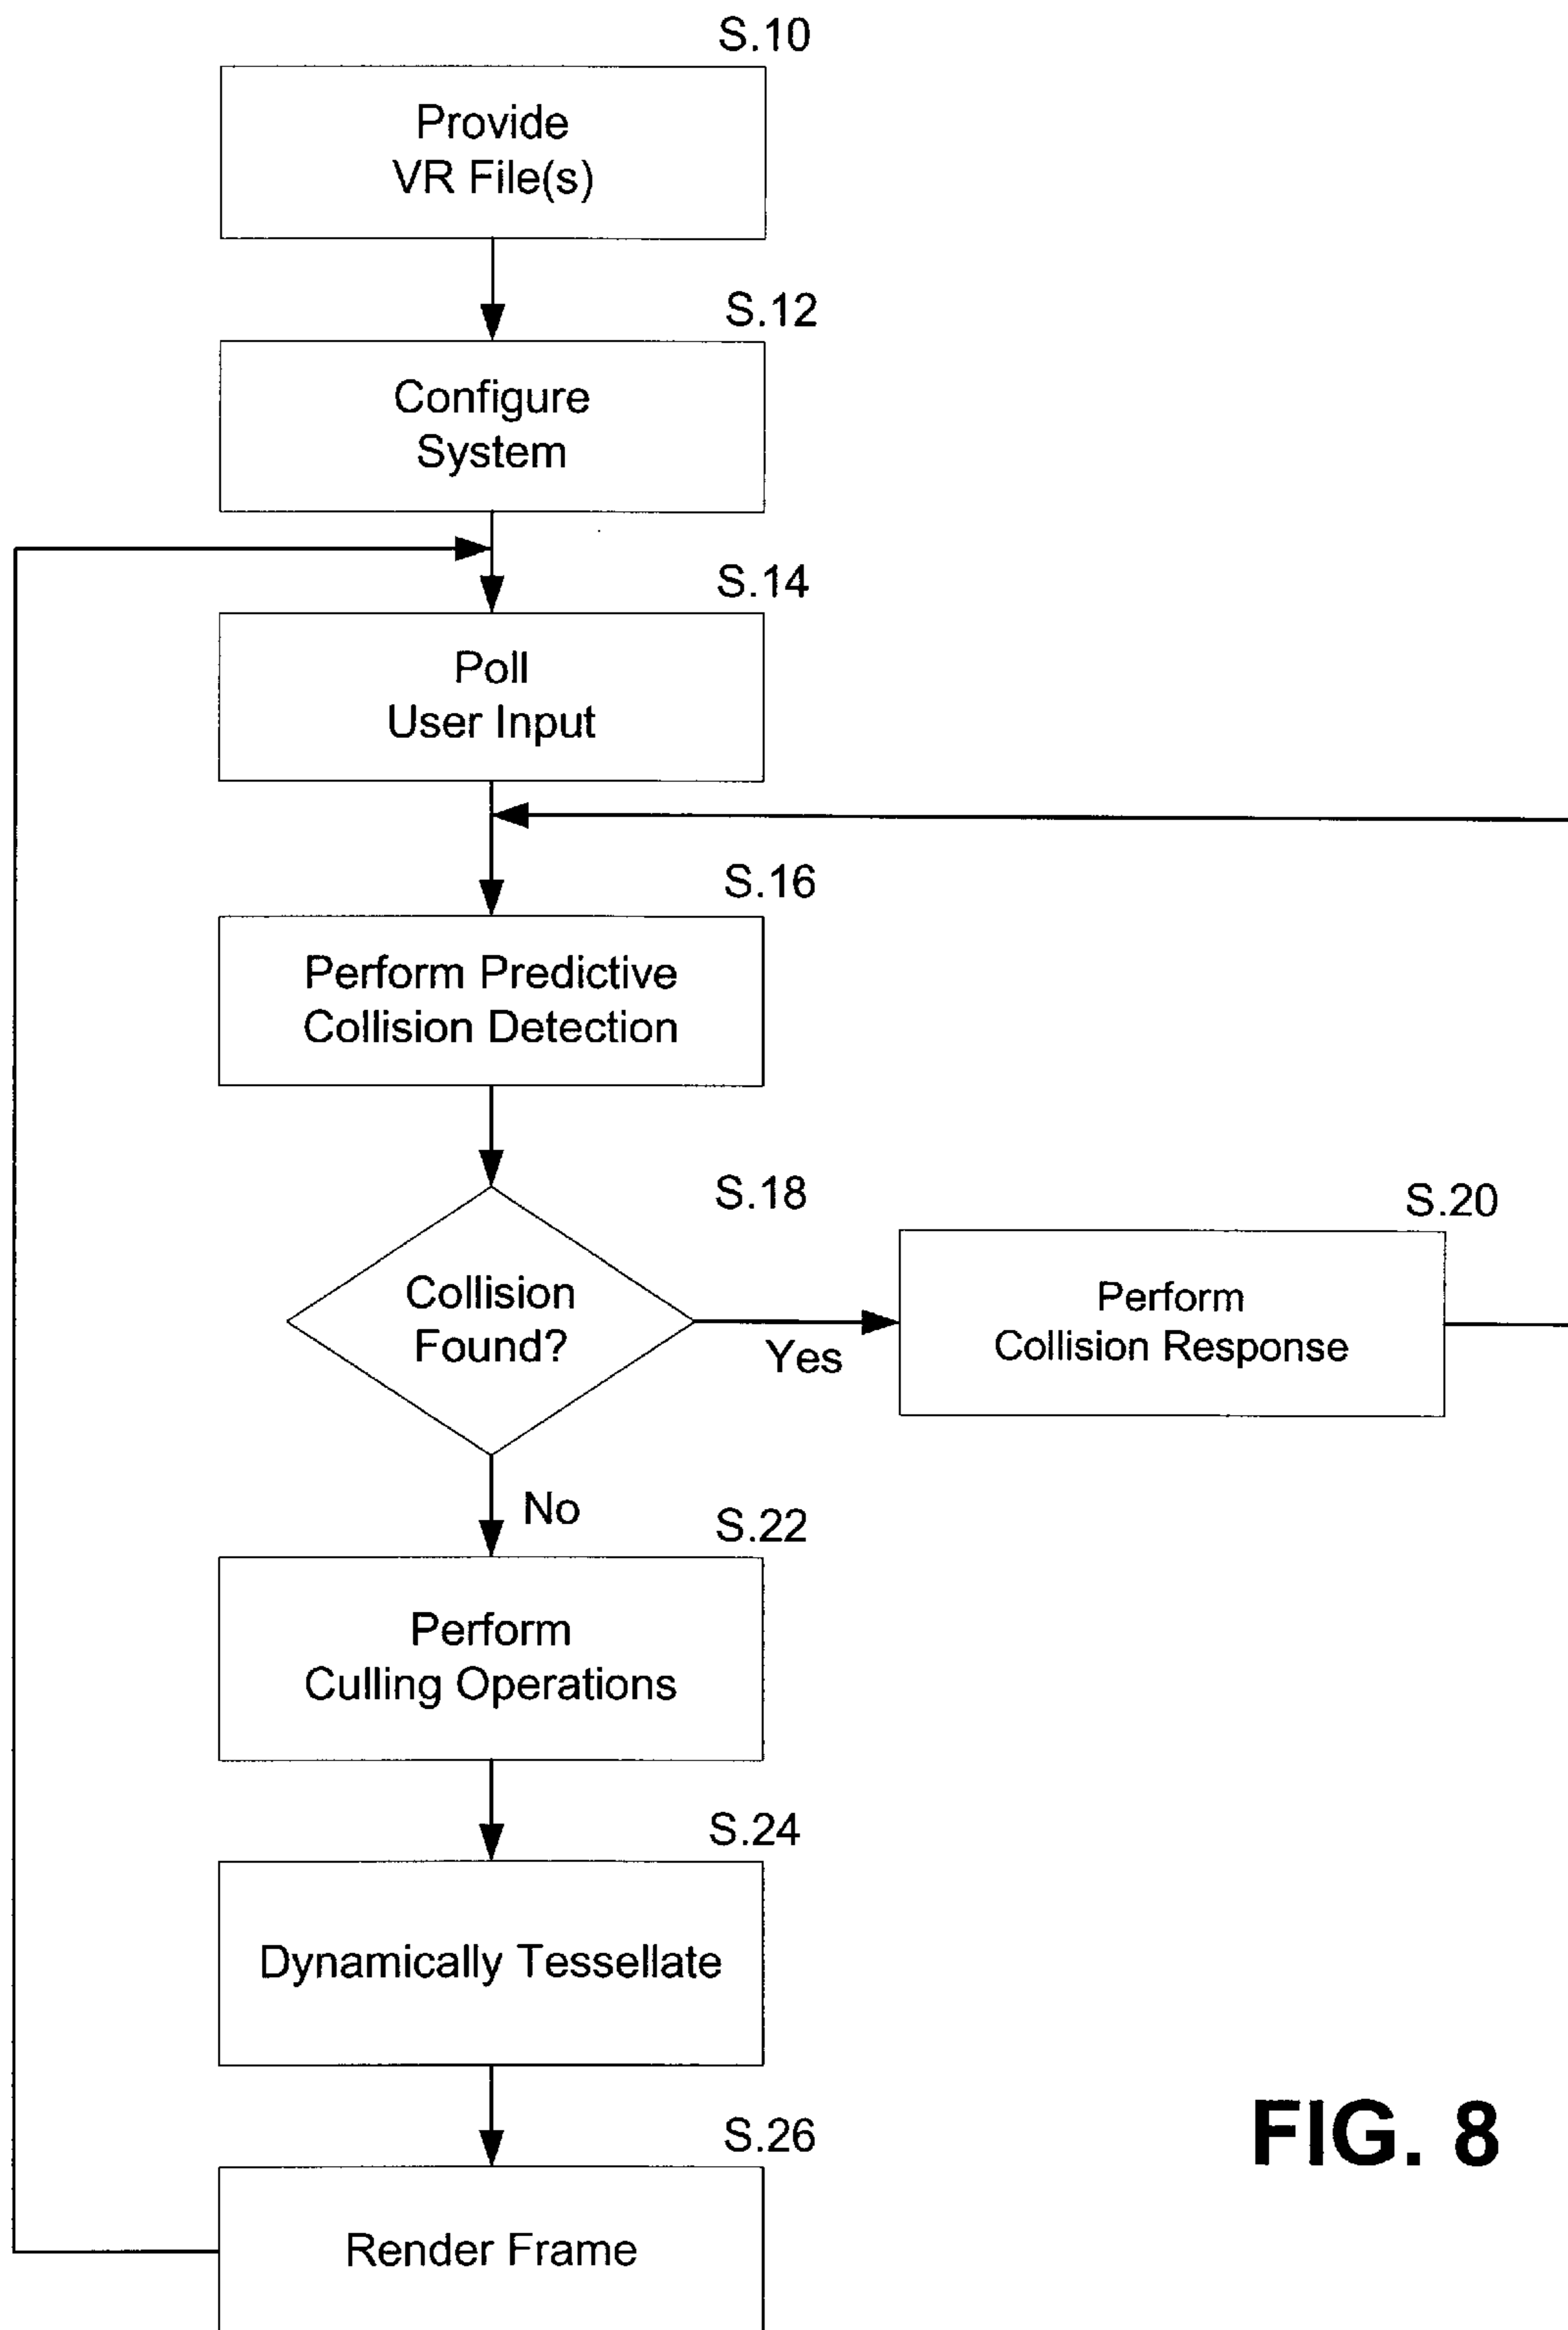 S.10
Provide
VR File(s)
S.12
Configure
System
S.14
Poll
User Input
S.16
Perform Predictive
Collision Detection
S.18
Collision
Found?
Yes
S.20
Perform
Collision Response
No
S.22
Perform
Culling Operations
S.24
Dynamically Tessellate
S.26
Render Frame
FIG. 8